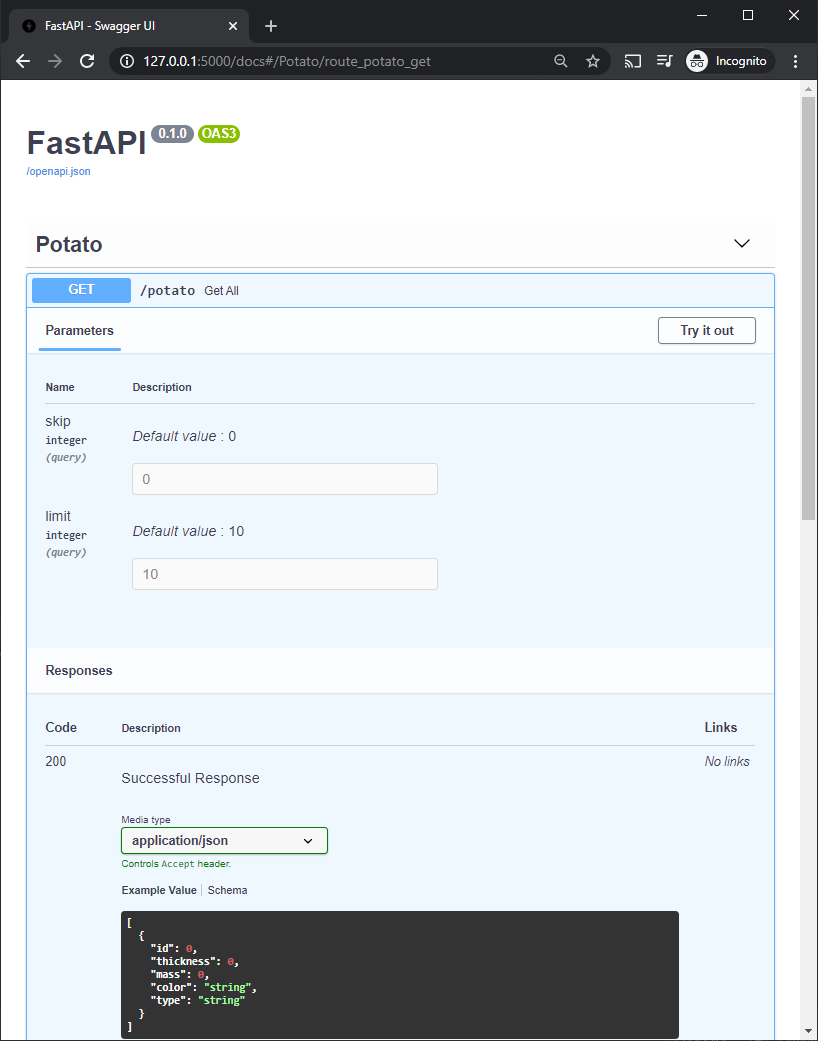 FastAPI - Swagger UI
127.0.0.1:5000/docs#/Potato/route_potato_get
Incognito
FastAPI 0.1.0 OAS3
/openapi.json
Potato
GET /potato Get All
Parameters Try it out
Name Description
skip
integer
(query)
Default value : 0
0
limit
integer
(query)
Default value : 10
10
Responses
Code Description Links
200 No links
Successful Response
Media type
application/json
Controls Accept header.
Example Value Schema
[
  {
    "id": 0,
    "thickness": 0,
    "mass": 0,
    "color": "string",
    "type": "string"
  }
]